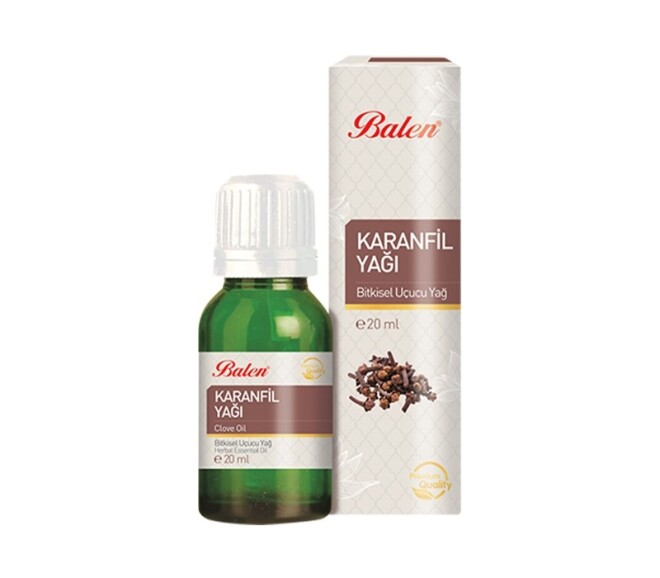 Balen®
KARANFİL
YAĞI
Bitkisel Uçucu Yağ
℮20 ml
Premium
Quality
Balen®
KARANFİL
YAĞI
Clove Oil
Bitkisel Uçucu Yağ
Herbal Essential Oil
℮20 ml